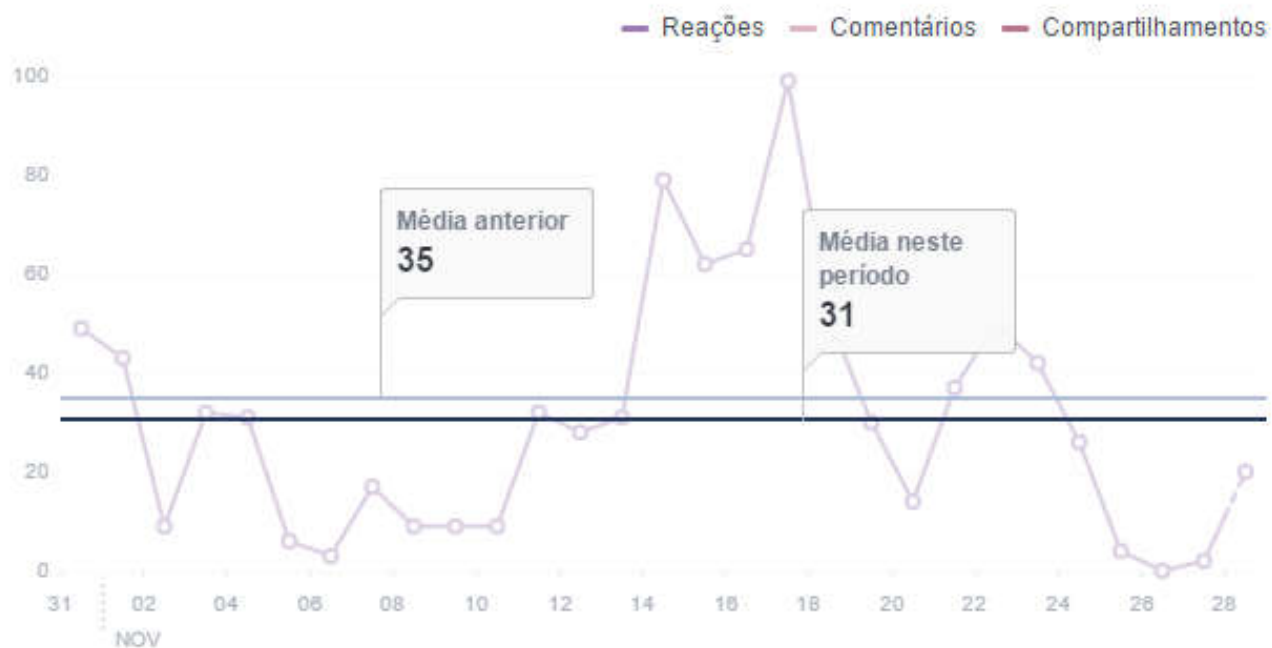 Reações Comentários Compartilhamentos
100
80
Média anterior
35
Média neste
período
31
60
40
20
0
31 02 04 06 08 10 12 14 16 18 20 22 24 26 28
NOV